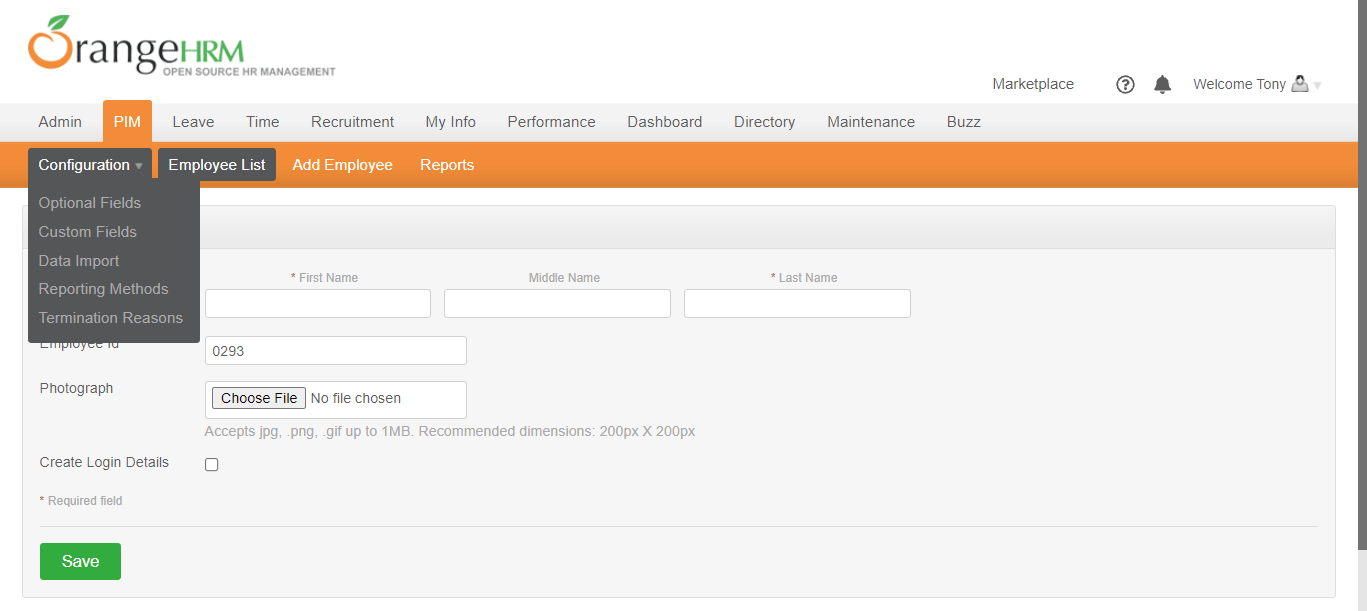 OrangeHRM
OPEN SOURCE HR MANAGEMENT
Marketplace ? Welcome Tony
Admin PIM Leave Time Recruitment My Info Performance Dashboard Directory Maintenance Buzz
Configuration Employee List Add Employee Reports
Optional Fields
Custom Fields
Data Import
Reporting Methods
Termination Reasons
* First Name Middle Name * Last Name
Employee Id 0293
Photograph Choose File No file chosen
Accepts jpg, .png, .gif up to 1MB. Recommended dimensions: 200px X 200px
Create Login Details
* Required field
Save